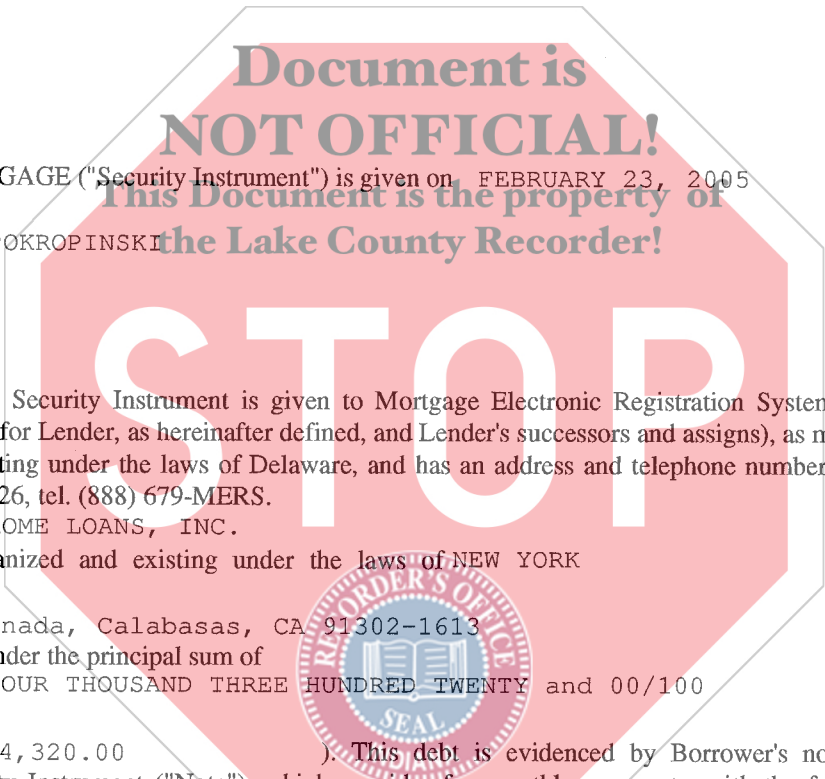 Document is
NOT OFFICIAL!
GAGE ("Security Instrument") is given on FEBRUARY 23, 2005
This Document is the property of
OKROPINSKI
the Lake County Recorder!
STOP
Security Instrument is given to Mortgage Electronic Registration System
for Lender, as hereinafter defined, and Lender's successors and assigns), as m
ting under the laws of Delaware, and has an address and telephone number
26, tel. (888) 679-MERS.
OME LOANS, INC.
anized and existing under the laws of NEW YORK
nada, Calabasas, CA 91302-1613
nder the principal sum of
OUR THOUSAND THREE HUNDRED TWENTY and 00/100
RECORDER'S OFFICE
SEAL
4,320.00 ). This debt is evidenced by Borrower's no